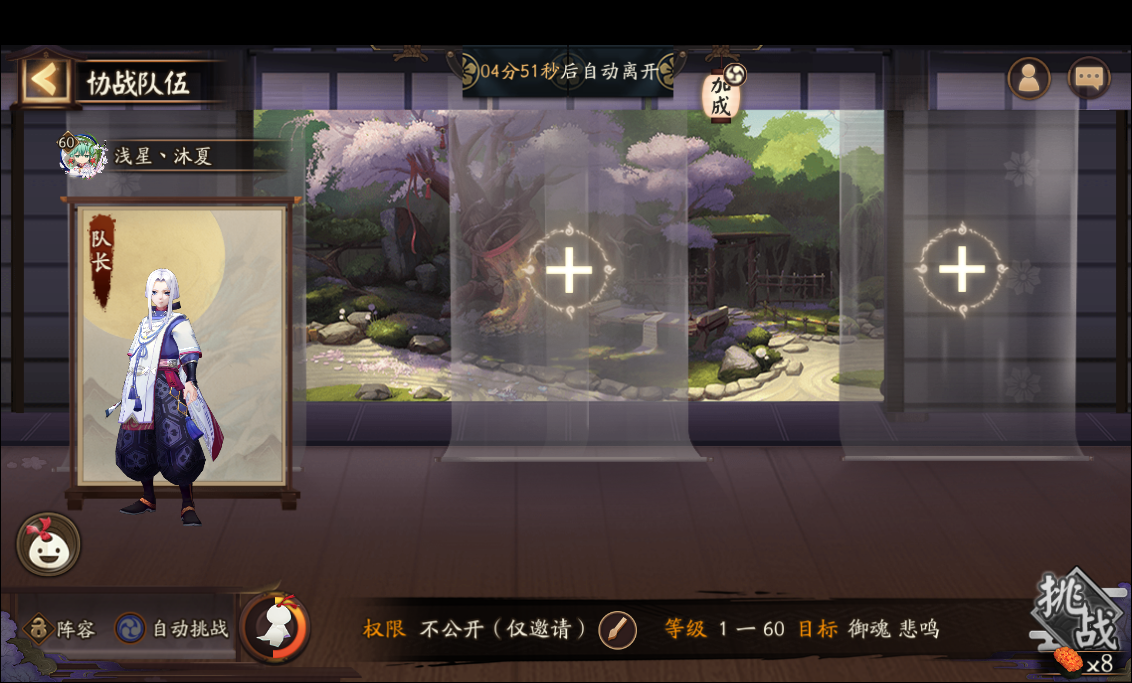 协战队伍
04分51秒后自动离开
加成
60
浅星、沐夏
队长
阵容
自动挑战
权限 不公开（仅邀请）
等级 1 — 60 目标 御魂 悲鸣
挑战
x8